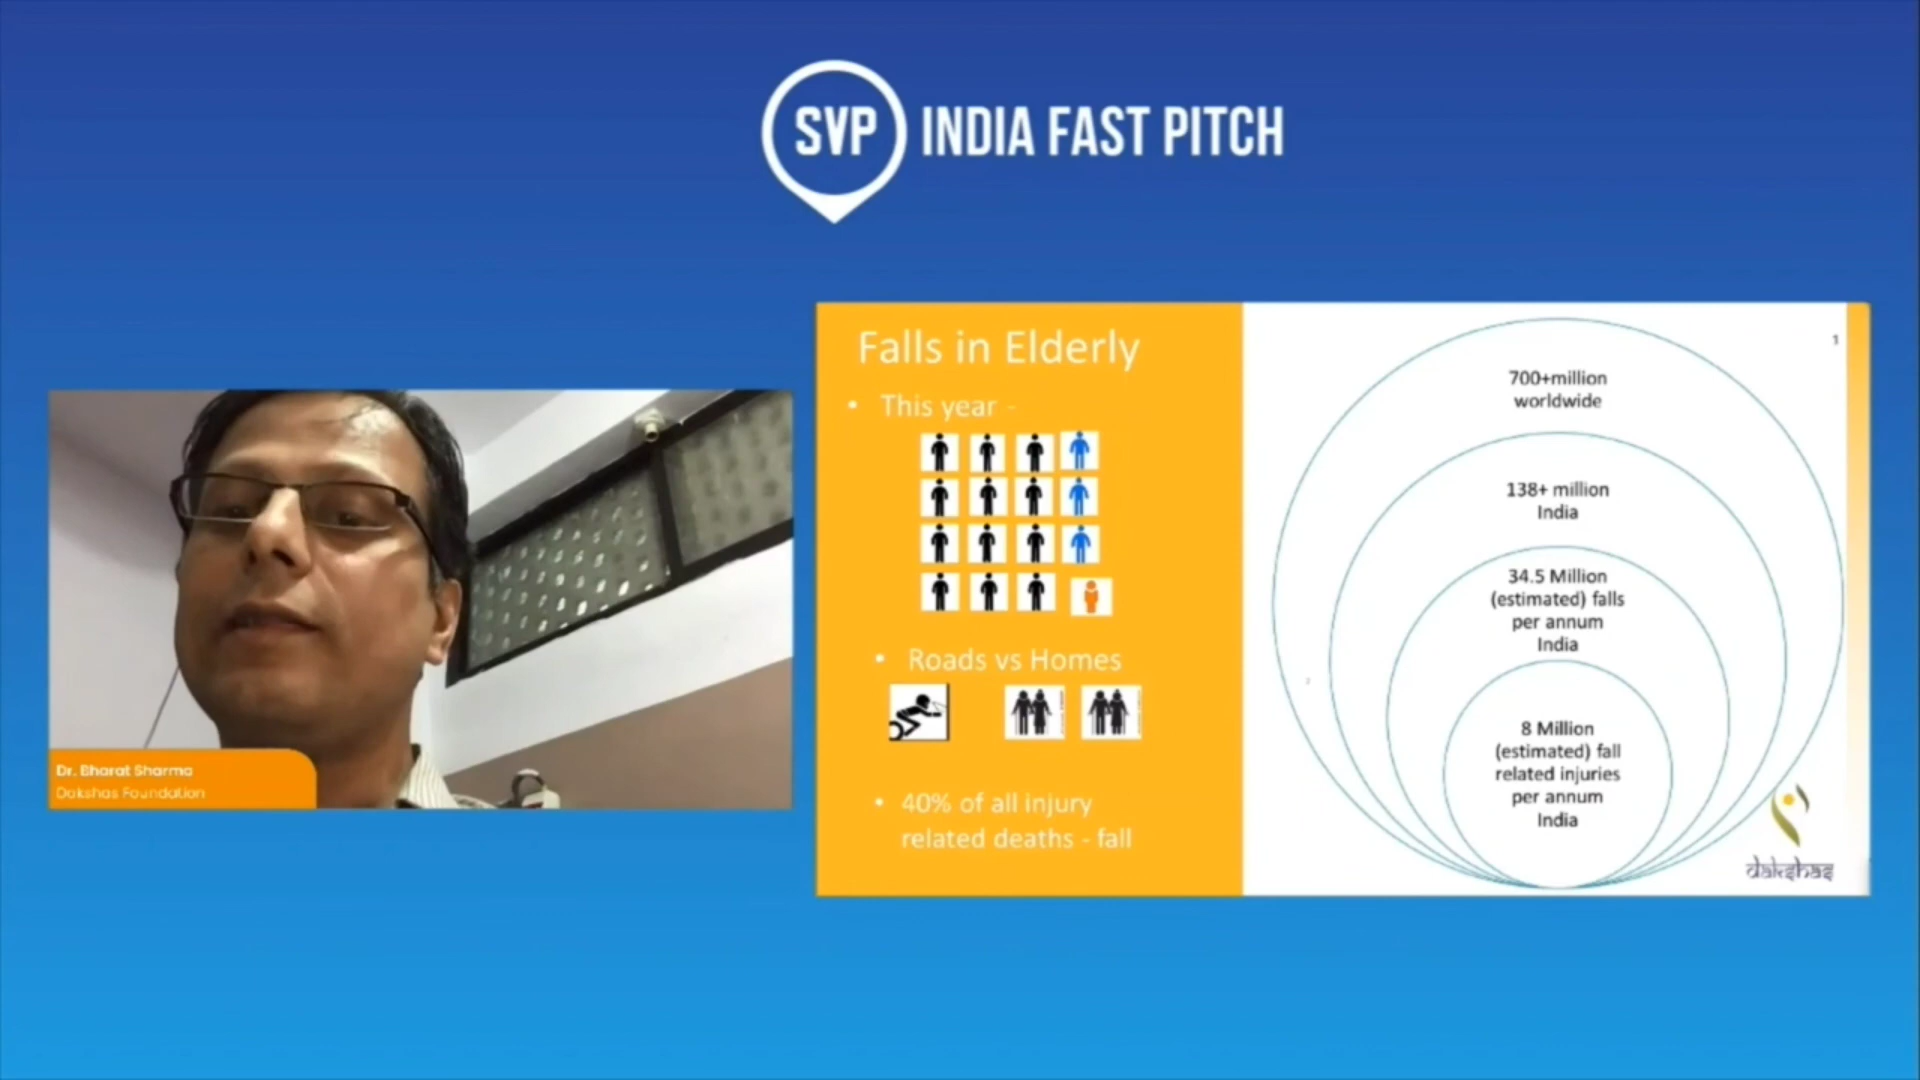 SVP INDIA FAST PITCH
Dr. Bharat Sharma
Dakshas Foundation
Falls in Elderly
• This year -
• Roads vs Homes
• 40% of all injury
related deaths - fall
1
700+million
worldwide
138+ million
India
34.5 Million
(estimated) falls
per annum
India
8 Million
(estimated) fall
related injuries
per annum
India
dakshas